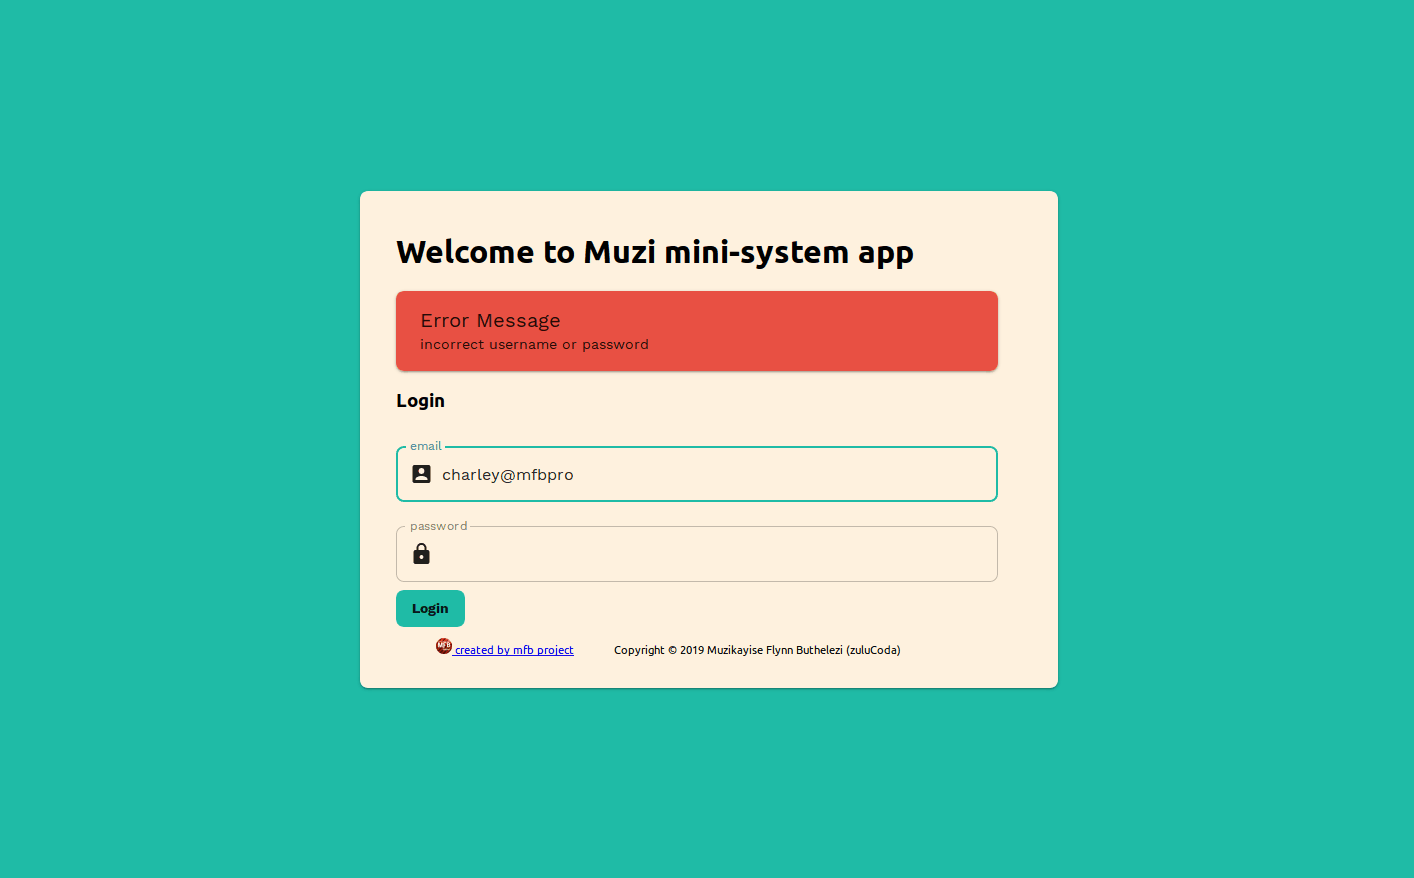 Welcome to Muzi mini-system app
Error Message
incorrect username or password
Login
email
charley@mfbpro
password
Login
MFB created by mfb project
Copyright © 2019 Muzikayise Flynn Buthelezi (zuluCoda)